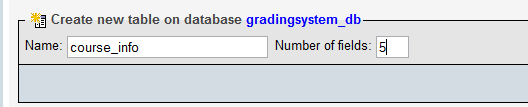 Create new table on database gradingsystem_db
Name: course_info Number of fields: 5